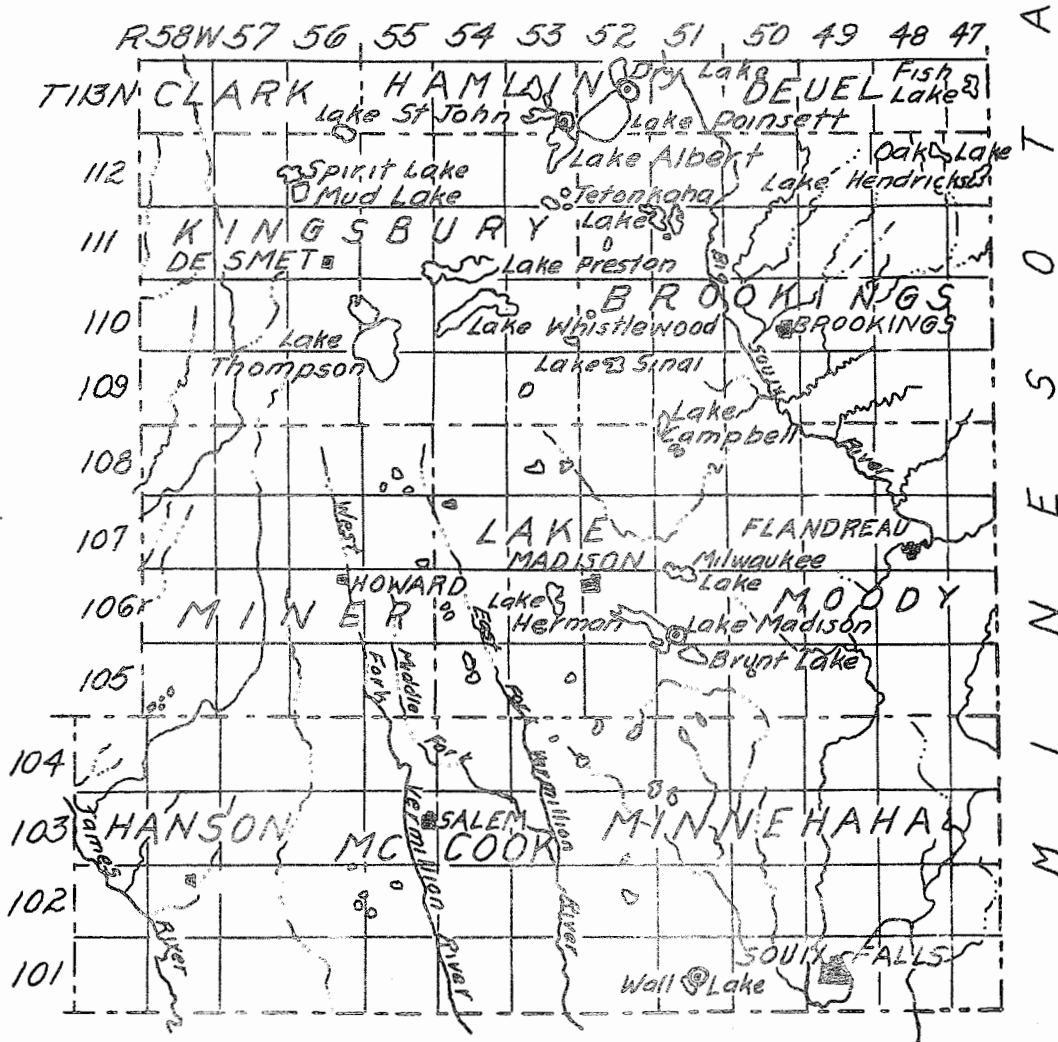 R58W 57 56 55 54 53 52 51 50 49 48 47
T113N CLARK HAMLIN Dry Lake DEUEL Fish
Lake
Lake St John Lake Poinsett
112 Lake Albert Oak Lake
Spirit Lake Tetonkaha Lake Hendricks
Mud Lake Lake
111 KINGSBURY
DE SMET Lake Preston
BROOKINGS
110 Lake Whistlewood BROOKINGS
Lake
Thompson Lake Sinai
109
Lake
Campbell
108
107 LAKE FLANDREAU
MADISON Milwaukee
Lake
HOWARD
106 MINER Lake
Herman MOODY
Lake Madison
Brunt Lake
105
104
103 HANSON SALEM MINNEHAHA
MC COOK
102
SOUIX FALLS
101 Wall Lake
Big
Souix
River
West
Fork
Vermillion
River
Middle
Fork
East
Fork
Vermillion
River
James
River
MINNESOTA